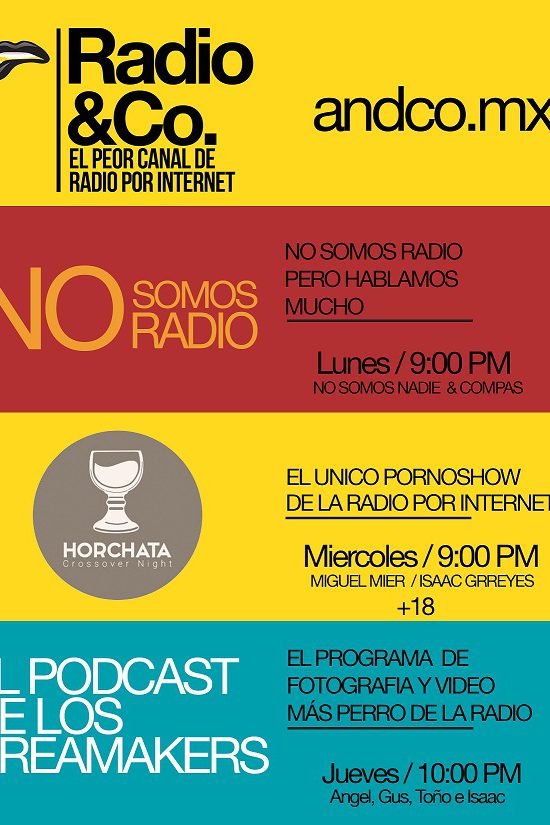 Radio
&Co.
EL PEOR CANAL DE
RADIO POR INTERNET
andco.mx
NO SOMOS
RADIO
NO SOMOS RADIO
PERO HABLAMOS
MUCHO
Lunes / 9:00 PM
NO SOMOS NADIE & COMPAS
HORCHATA
Crossover Night
EL UNICO PORNOSHOW
DE LA RADIO POR INTERNET
Miercoles / 9:00 PM
MIGUEL MIER / ISAAC GRREYES
+18
L PODCAST
E LOS
REAMAKERS
EL PROGRAMA DE
FOTOGRAFIA Y VIDEO
MÁS PERRO DE LA RADIO
Jueves / 10:00 PM
Angel, Gus, Toño e Isaac